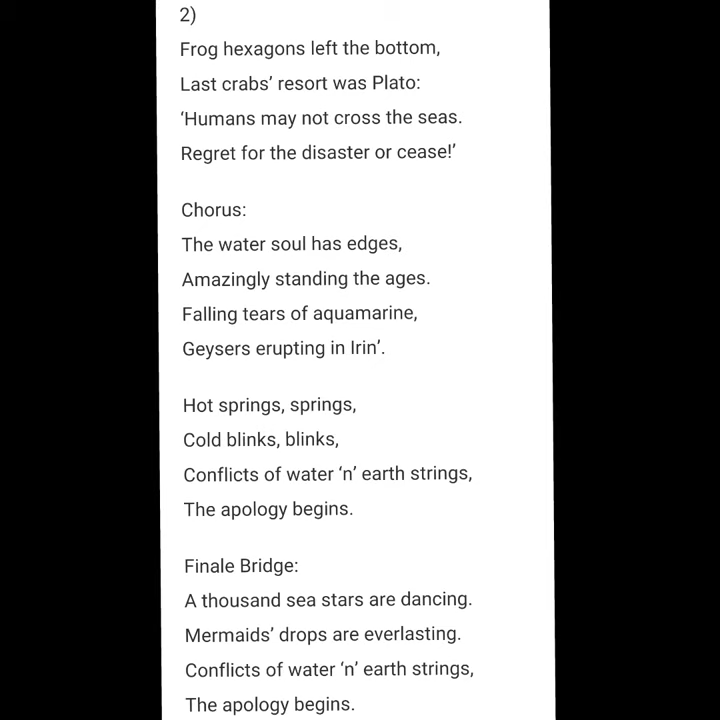 2)
Frog hexagons left the bottom,
Last crabs’ resort was Plato:
‘Humans may not cross the seas.
Regret for the disaster or cease!’
Chorus:
The water soul has edges,
Amazingly standing the ages.
Falling tears of aquamarine,
Geysers erupting in Irin’.
Hot springs, springs,
Cold blinks, blinks,
Conflicts of water ‘n’ earth strings,
The apology begins.
Finale Bridge:
A thousand sea stars are dancing.
Mermaids’ drops are everlasting.
Conflicts of water ‘n’ earth strings,
The apology begins.